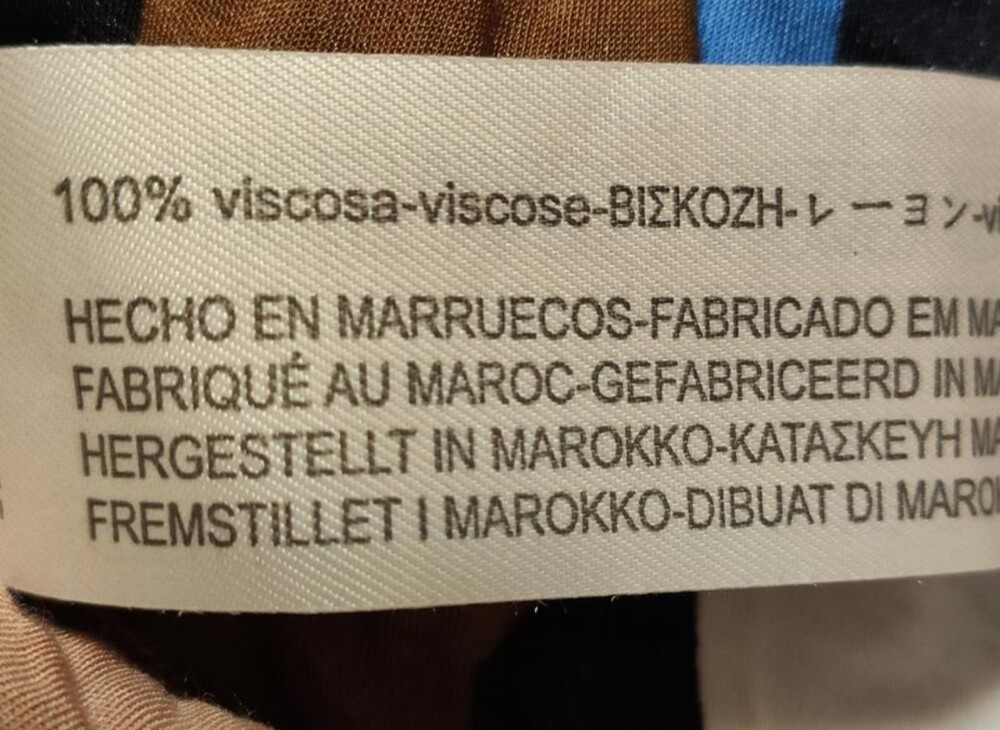 100% viscosa-viscose-ΒΙΣΚΟΖΗ-レーヨン-
HECHO EN MARRUECOS-FABRICADO EM
FABRIQUÉ AU MAROC-GEFABRICEERD IN
HERGESTELLT IN MAROKKO-ΚΑΤΑΣΚΕΥΗ
FREMSTILLET I MAROKKO-DIBUAT DI